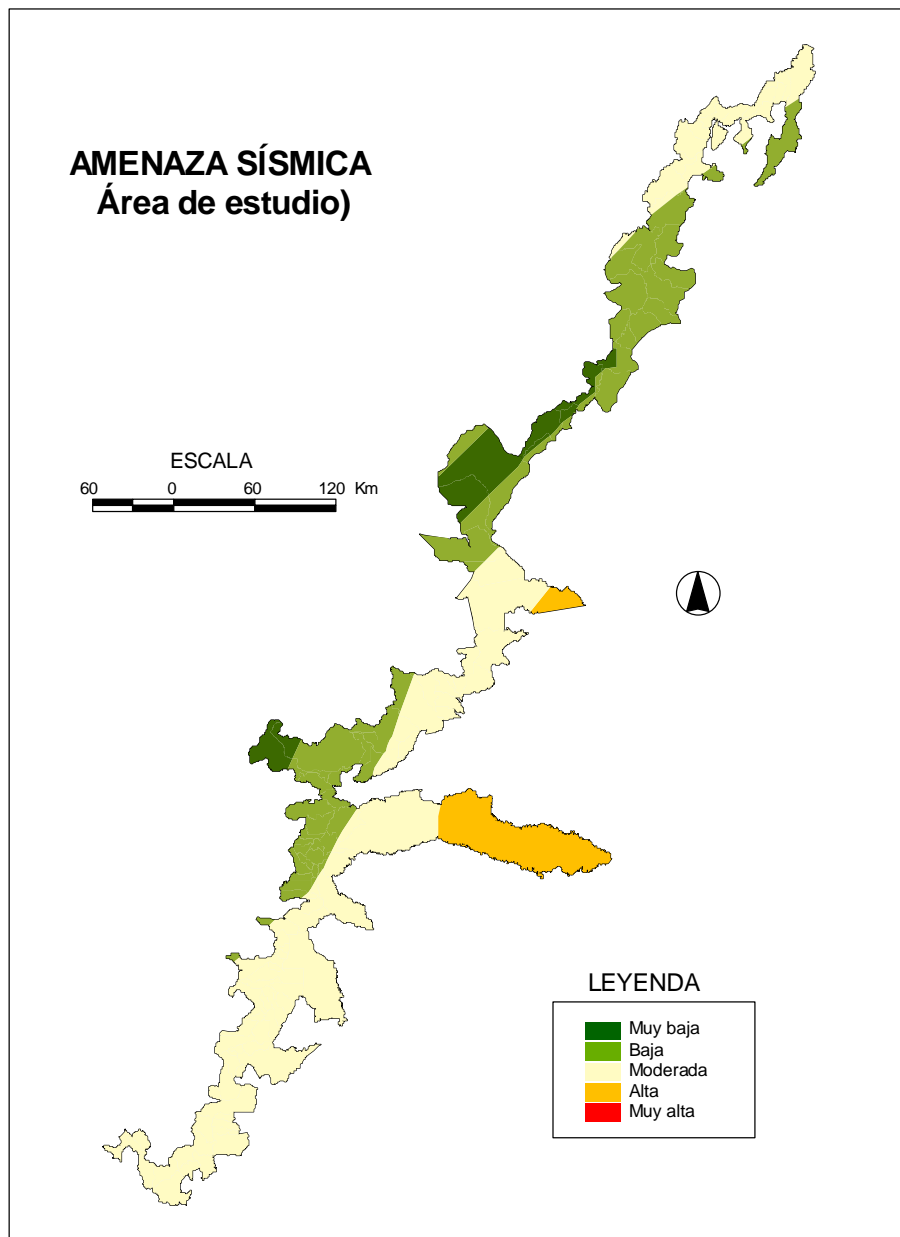 AMENAZA SÍSMICA
Área de estudio)
ESCALA
60 0 60 120 Km
LEYENDA
Muy baja
Baja
Moderada
Alta
Muy alta